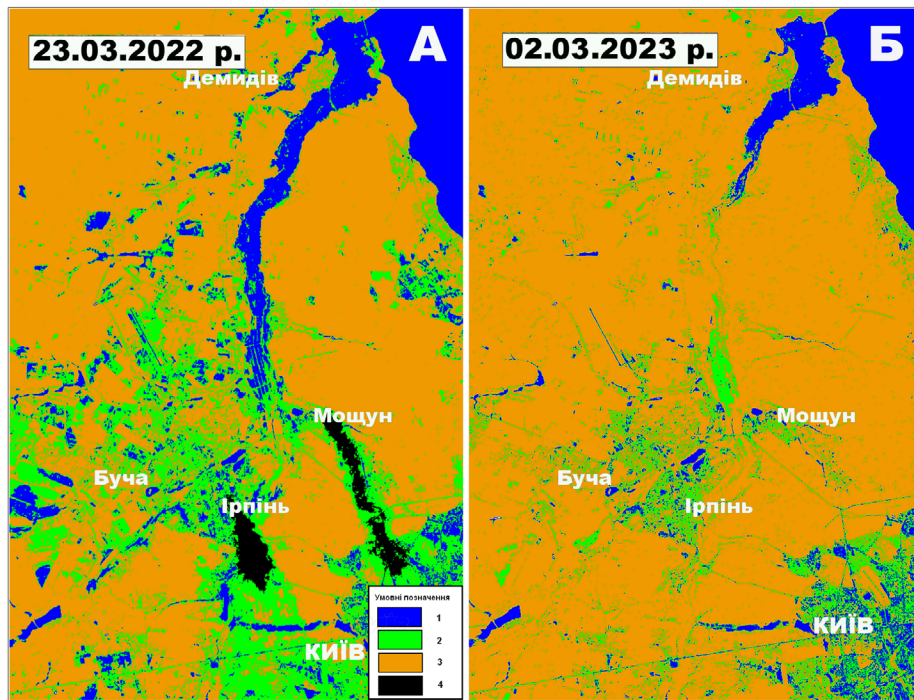 23.03.2022 р.
А
Демидів
Мощун
Буча
Ірпінь
КИЇВ
Умовні позначення
1
2
3
4
02.03.2023 р.
Б
Демидів
Мощун
Буча
Ірпінь
КИЇВ